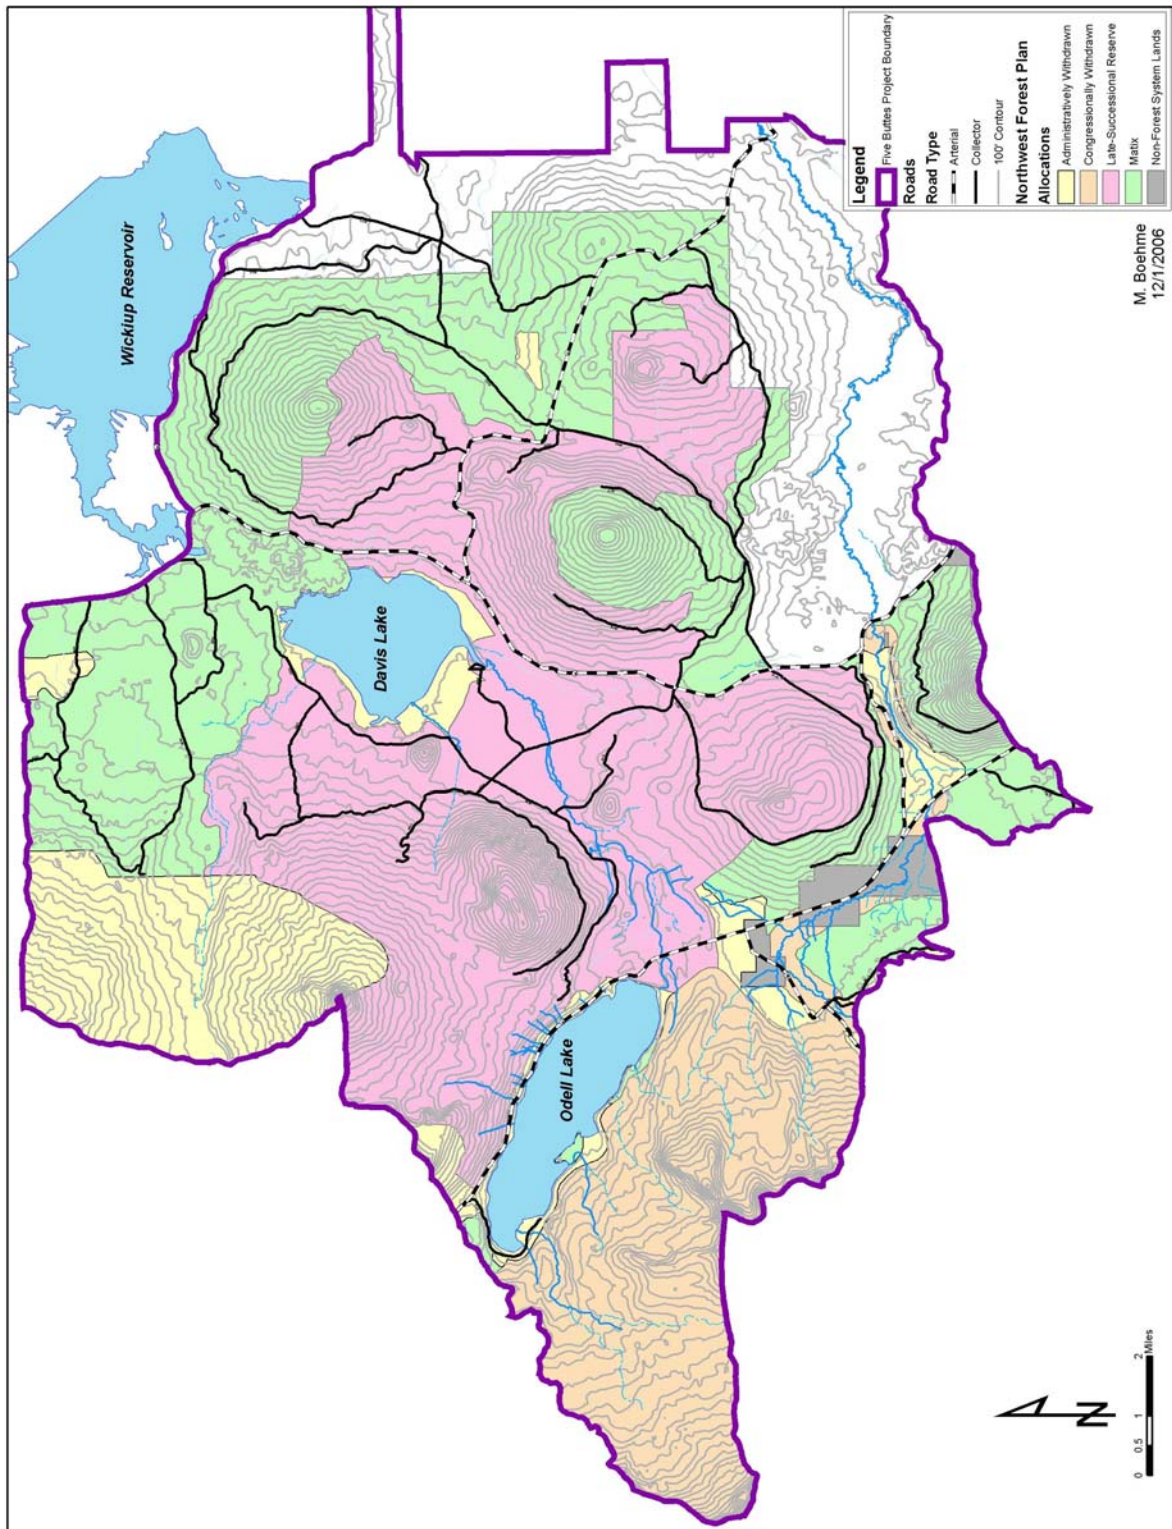 Wickiup Reservoir
Davis Lake
Odell Lake
Legend
Five Buttes Project Boundary
Roads
Road Type
Arterial
Collector
100' Contour
Northwest Forest Plan
Allocations
Administratively Withdrawn
Congressionally Withdrawn
Late-Successional Reserve
Matix
Non-Forest System Lands
M. Boehme
12/1/2006
N
0 0.5 1 2
Miles